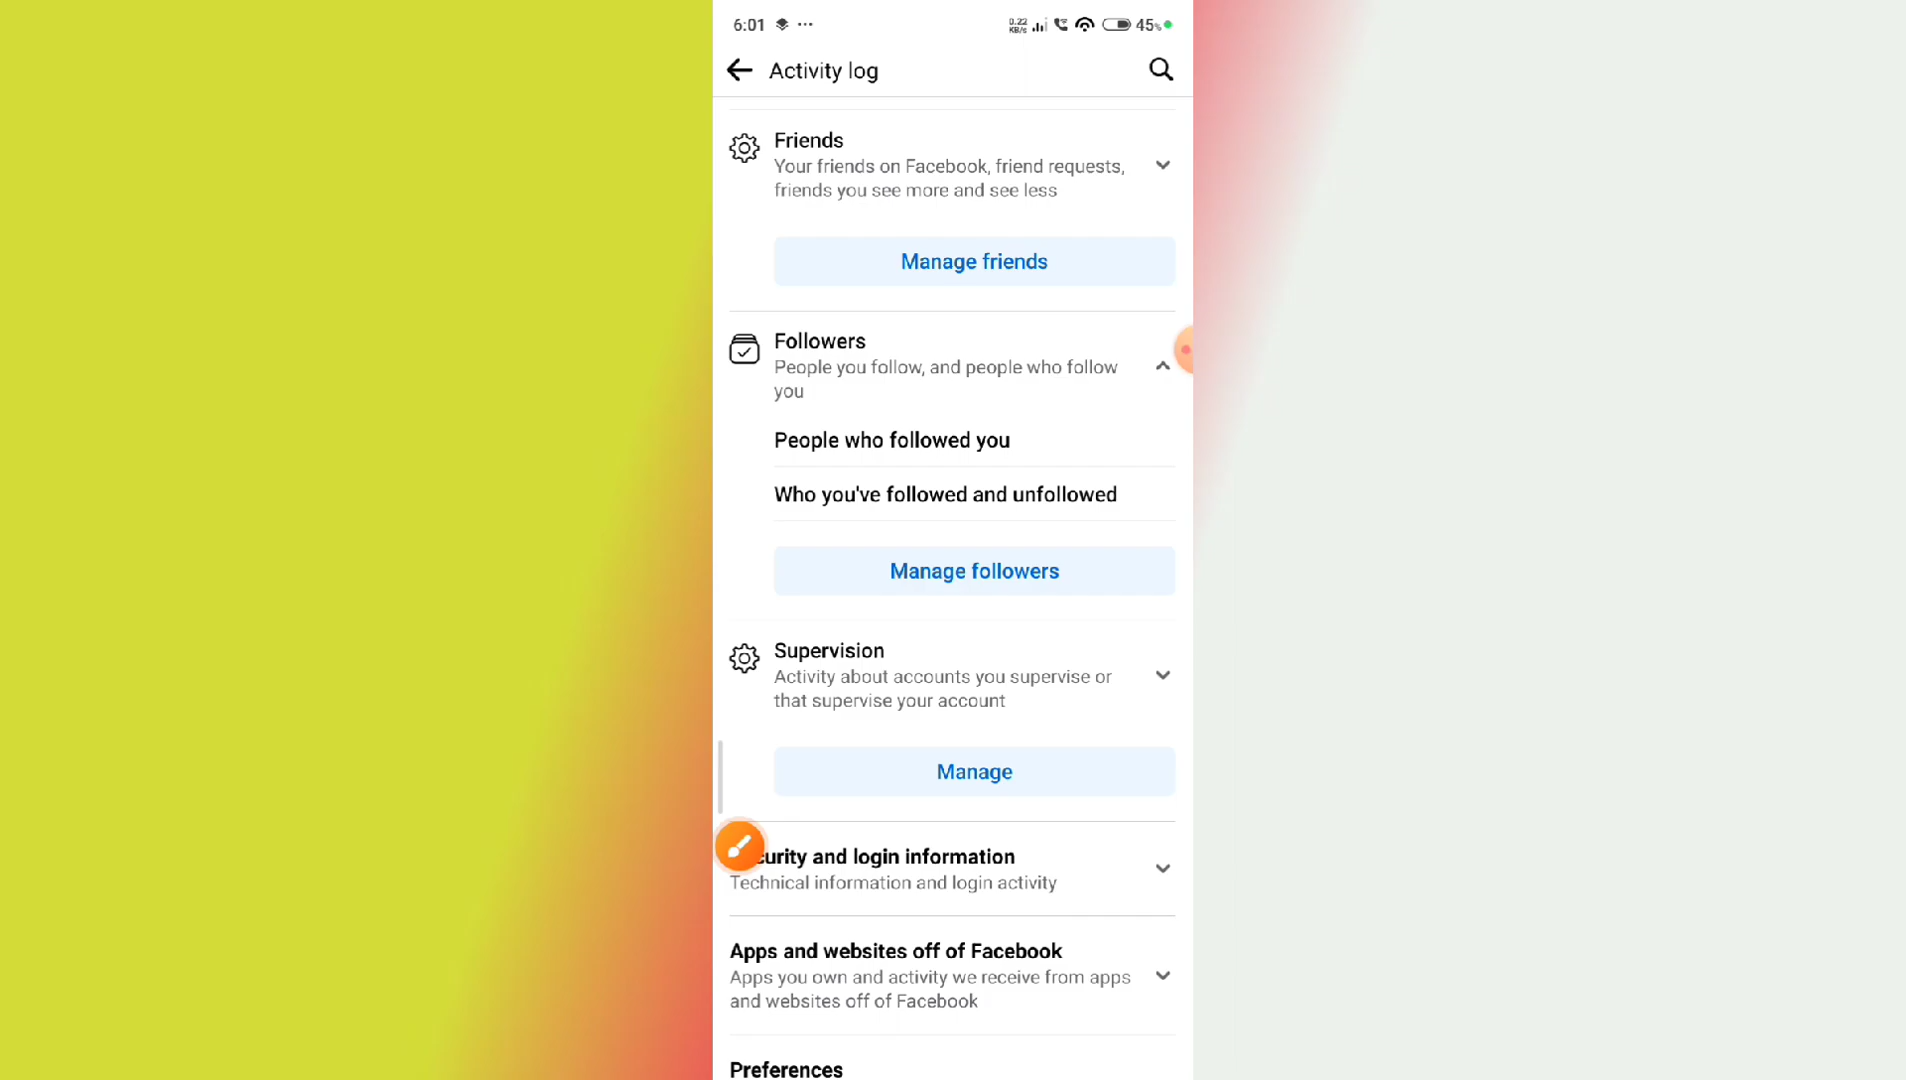 6:01 ... 0.22 KB/s 45%
Activity log
Friends
Your friends on Facebook, friend requests,
friends you see more and see less
Manage friends
Followers
People you follow, and people who follow
you
People who followed you
Who you've followed and unfollowed
Manage followers
Supervision
Activity about accounts you supervise or
that supervise your account
Manage
curity and login information
Technical information and login activity
Apps and websites off of Facebook
Apps you own and activity we receive from apps
and websites off of Facebook
Preferences